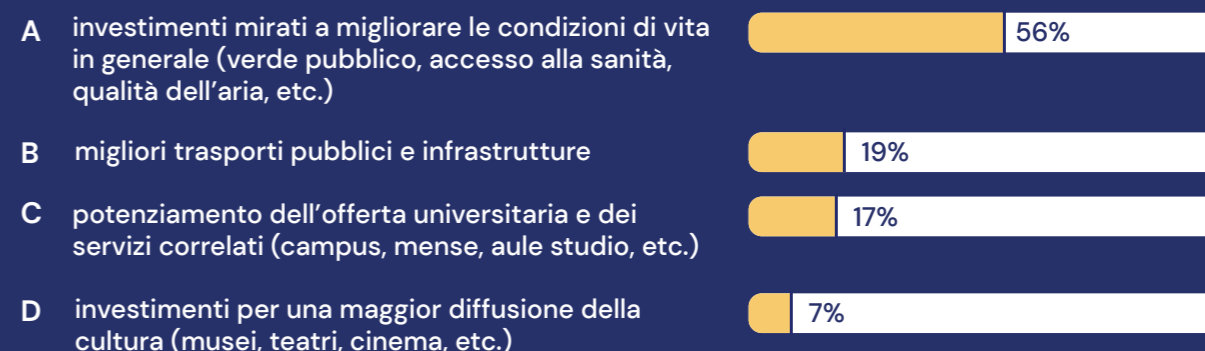 A investimenti mirati a migliorare le condizioni di vita 56%
in generale (verde pubblico, accesso alla sanità,
qualità dell’aria, etc.)
B migliori trasporti pubblici e infrastrutture 19%
C potenziamento dell’offerta universitaria e dei 17%
servizi correlati (campus, mense, aule studio, etc.)
D investimenti per una maggior diffusione della 7%
cultura (musei, teatri, cinema, etc.)